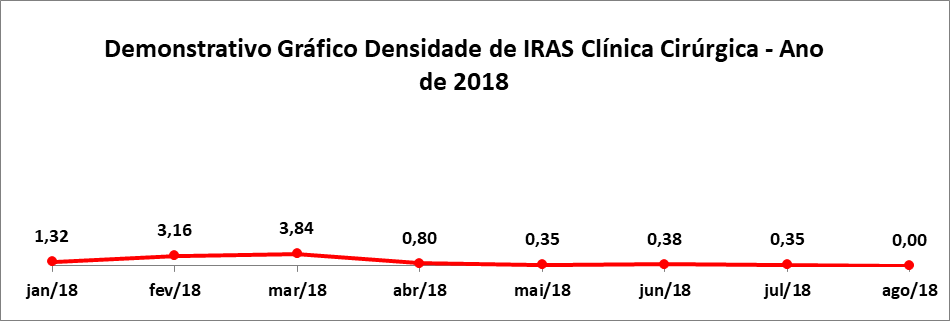 Demonstrativo Gráfico Densidade de IRAS Clínica Cirúrgica - Ano
de 2018
1,32 3,16 3,84 0,80 0,35 0,38 0,35 0,00
jan/18 fev/18 mar/18 abr/18 mai/18 jun/18 jul/18 ago/18